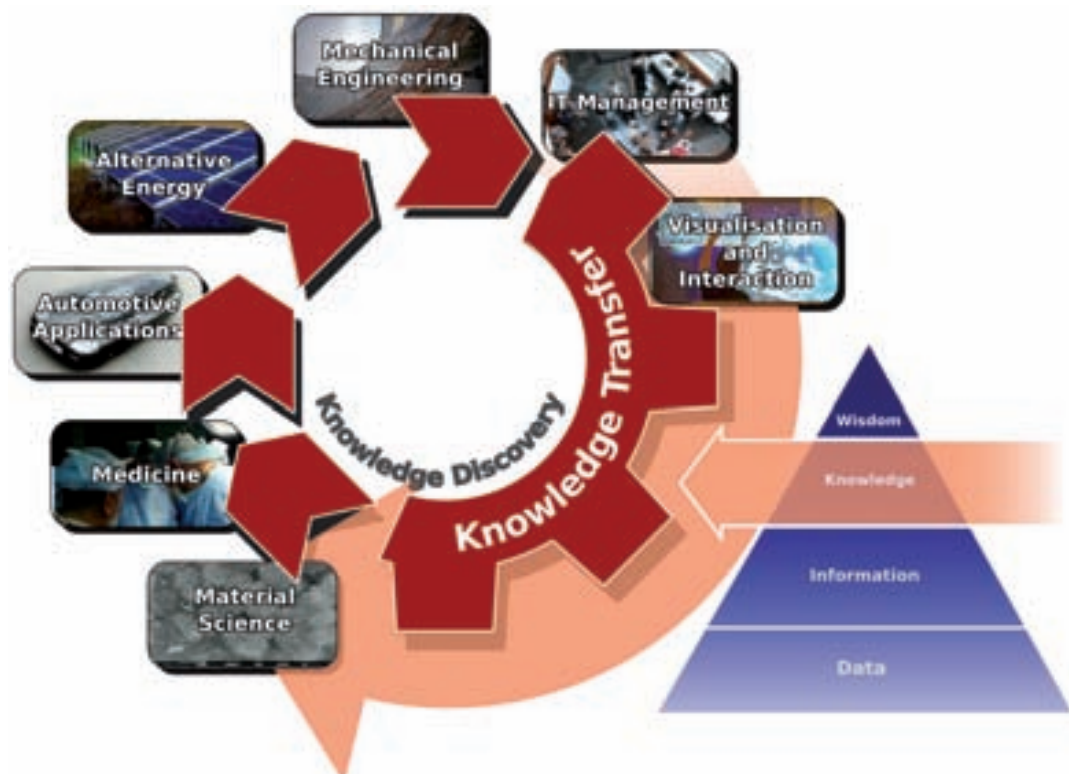 Mechanical
Engineering
IT Management
Alternative
Energy
Visualisation
and
Interaction
Automotive
Applications
Knowledge Transfer
Knowledge Discovery
Medicine
Material
Science
Wisdom
Knowledge
Information
Data